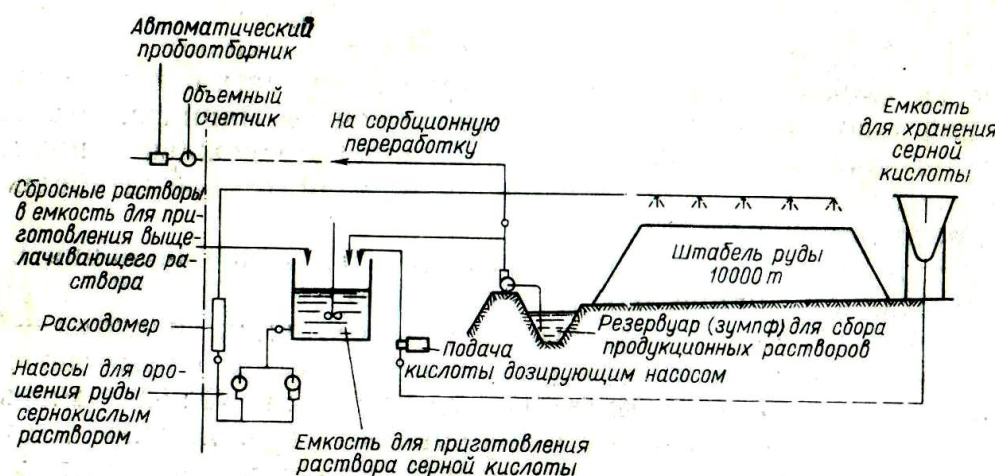 Автоматический
пробоотборник
Объемный
счетчик
На сорбционную
переработку
Емкость
для хранения
серной
кислоты
Сбросные растворы
в емкость для при-
готовления выще-
лачивающего рас-
твора
Штабель руды
10000 т
Расходомер
Резервуар (зумпф) для сбора
продукционных растворов
Подача
кислоты дозирующим насосом
Насосы для оро-
шения руды
сернокислым
раствором
Емкость для приготовления
раствора серной кислоты